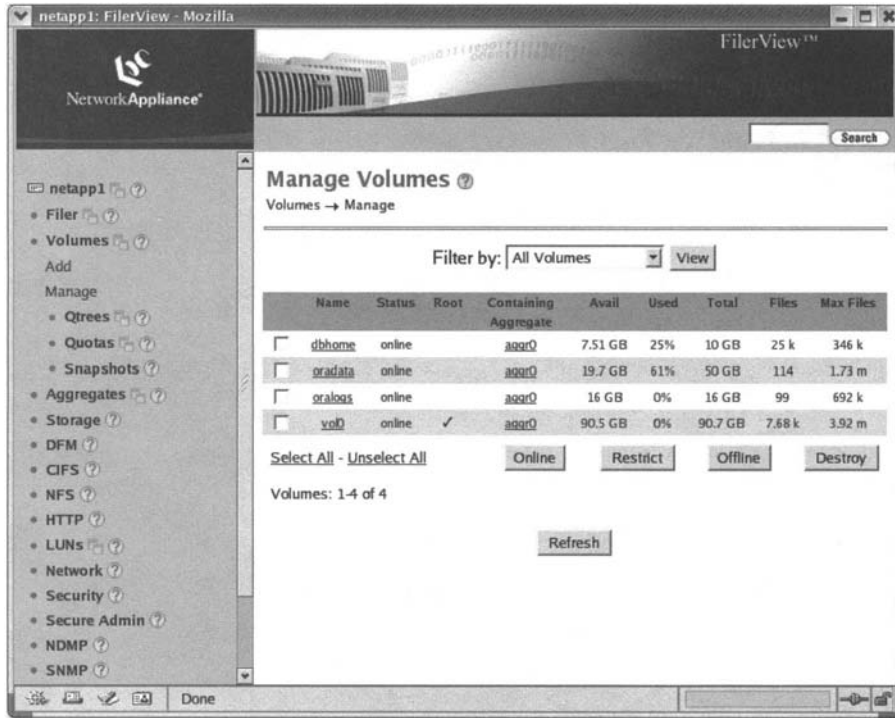 netapp1: FilerView - Mozilla
NetworkAppliance®
FilerView™
Search
netapp1
Filer
Volumes
Add
Manage
Qtrees
Quotas
Snapshots
Aggregates
Storage
DFM
CIFS
NFS
HTTP
LUNs
Network
Security
Secure Admin
NDMP
SNMP
Manage Volumes
Volumes → Manage
Filter by: All Volumes View
Name Status Root Containing Aggregate Avail Used Total Files Max Files
dbhome online aggr0 7.51 GB 25% 10 GB 25 k 346 k
oradata online aggr0 19.7 GB 61% 50 GB 114 1.73 m
oralogs online aggr0 16 GB 0% 16 GB 99 692 k
vol0 online ✓ aggr0 90.5 GB 0% 90.7 GB 7.68 k 3.92 m
Select All - Unselect All Online Restrict Offline Destroy
Volumes: 1-4 of 4
Refresh
Done